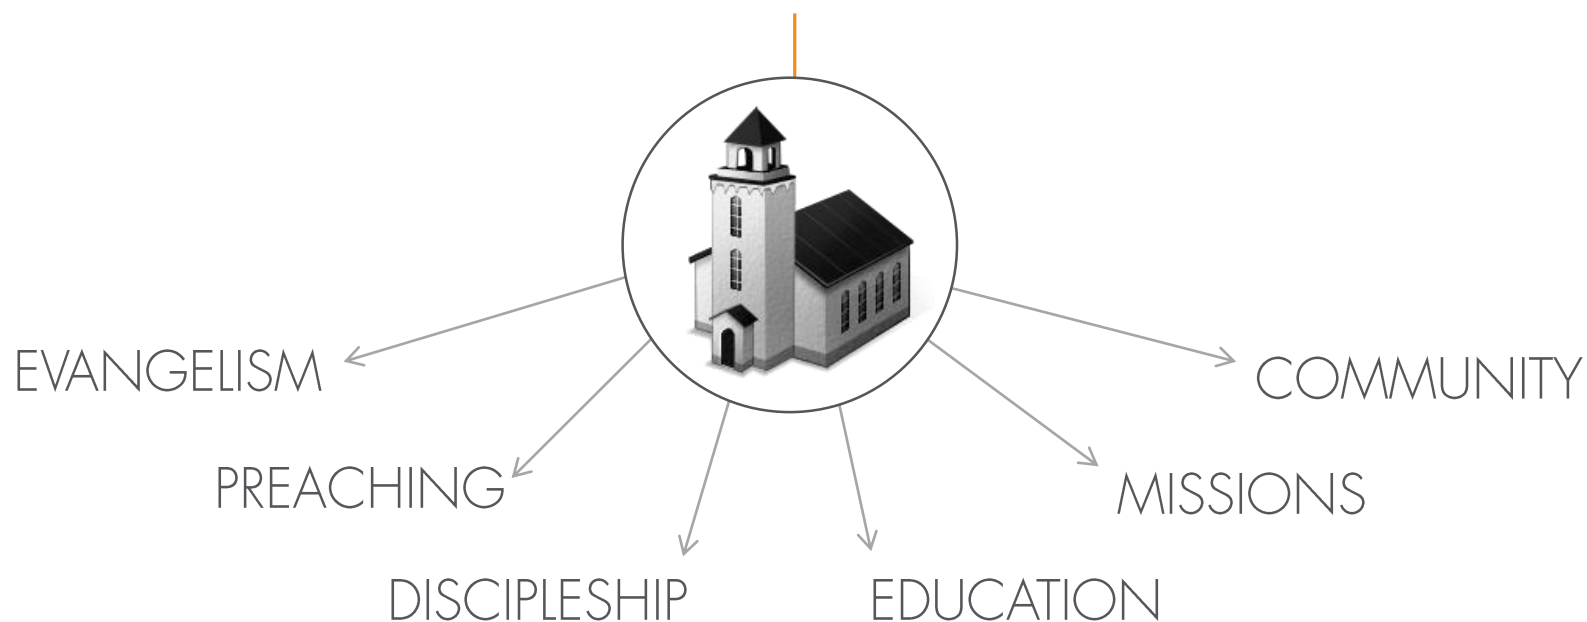 EVANGELISM
PREACHING
DISCIPLESHIP
EDUCATION
MISSIONS
COMMUNITY